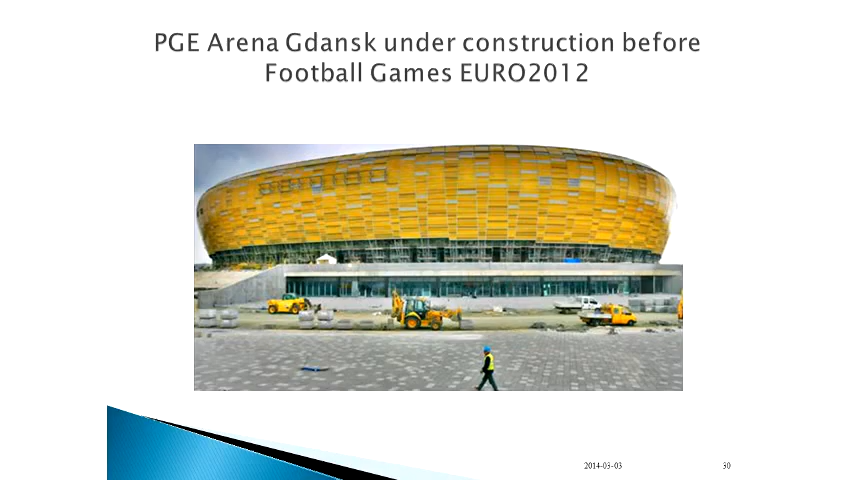 PGE Arena Gdansk under construction before
Football Games EURO2012
2014-03-03 30